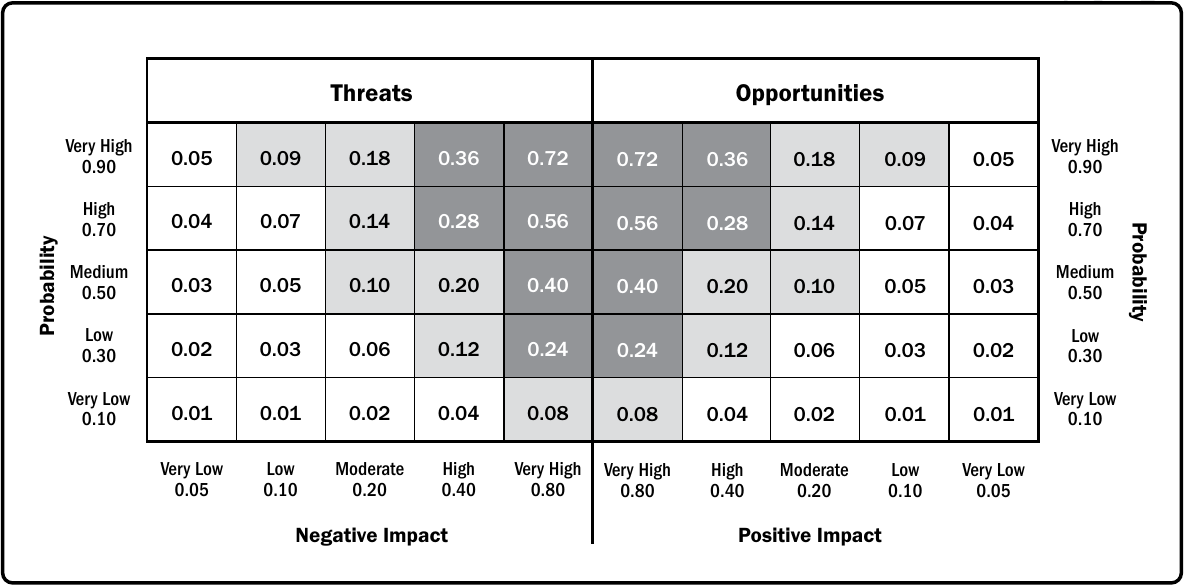 Threats Opportunities
Very High 0.05 0.09 0.18 0.36 0.72 0.72 0.36 0.18 0.09 0.05 Very High
0.90 0.90
High 0.04 0.07 0.14 0.28 0.56 0.56 0.28 0.14 0.07 0.04 High
0.70 0.70
Medium 0.03 0.05 0.10 0.20 0.40 0.40 0.20 0.10 0.05 0.03 Medium
0.50 0.50
Low 0.02 0.03 0.06 0.12 0.24 0.24 0.12 0.06 0.03 0.02 Low
0.30 0.30
Very Low 0.01 0.01 0.02 0.04 0.08 0.08 0.04 0.02 0.01 0.01 Very Low
0.10 0.10
Probability
Probability
Very Low Low Moderate High Very High Very High High Moderate Low Very Low
0.05 0.10 0.20 0.40 0.80 0.80 0.40 0.20 0.10 0.05
Negative Impact Positive Impact